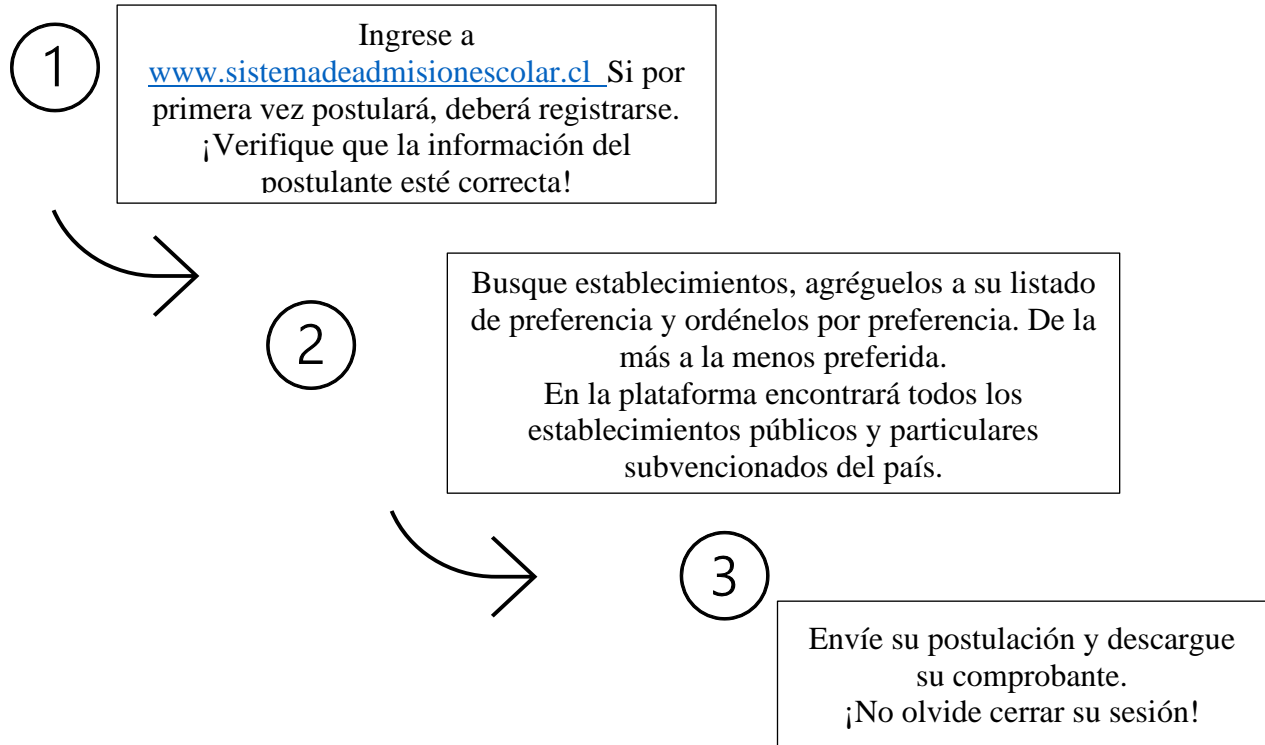 1
Ingrese a
www.sistemadeadmisionescolar.cl Si por
primera vez postulará, deberá registrarse.
¡Verifique que la información del
postulante esté correcta!
2
Busque establecimientos, agréguelos a su listado
de preferencia y ordénelos por preferencia. De la
más a la menos preferida.
En la plataforma encontrará todos los
establecimientos públicos y particulares
subvencionados del país.
3
Envíe su postulación y descargue
su comprobante.
¡No olvide cerrar su sesión!